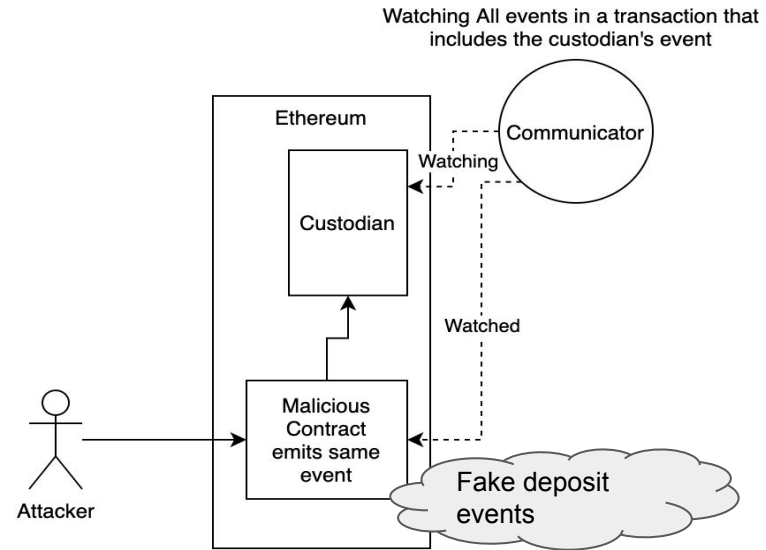 Watching All events in a transaction that
includes the custodian's event
Ethereum
Communicator
Watching
Custodian
Watched
Malicious
Contract
emits same
event
Attacker
Fake deposit
events